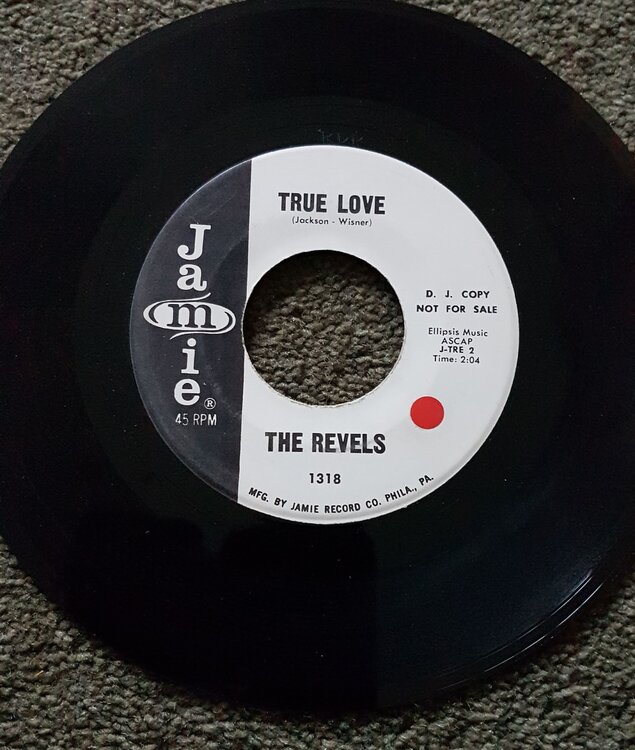 TRUE LOVE
(Jackson - Wisner)
Jamie®
45 RPM
D. J. COPY
NOT FOR SALE
Ellipsis Music
ASCAP
J-TRE 2
Time: 2:04
THE REVELS
1318
MFG. BY JAMIE RECORD CO. PHILA., PA.